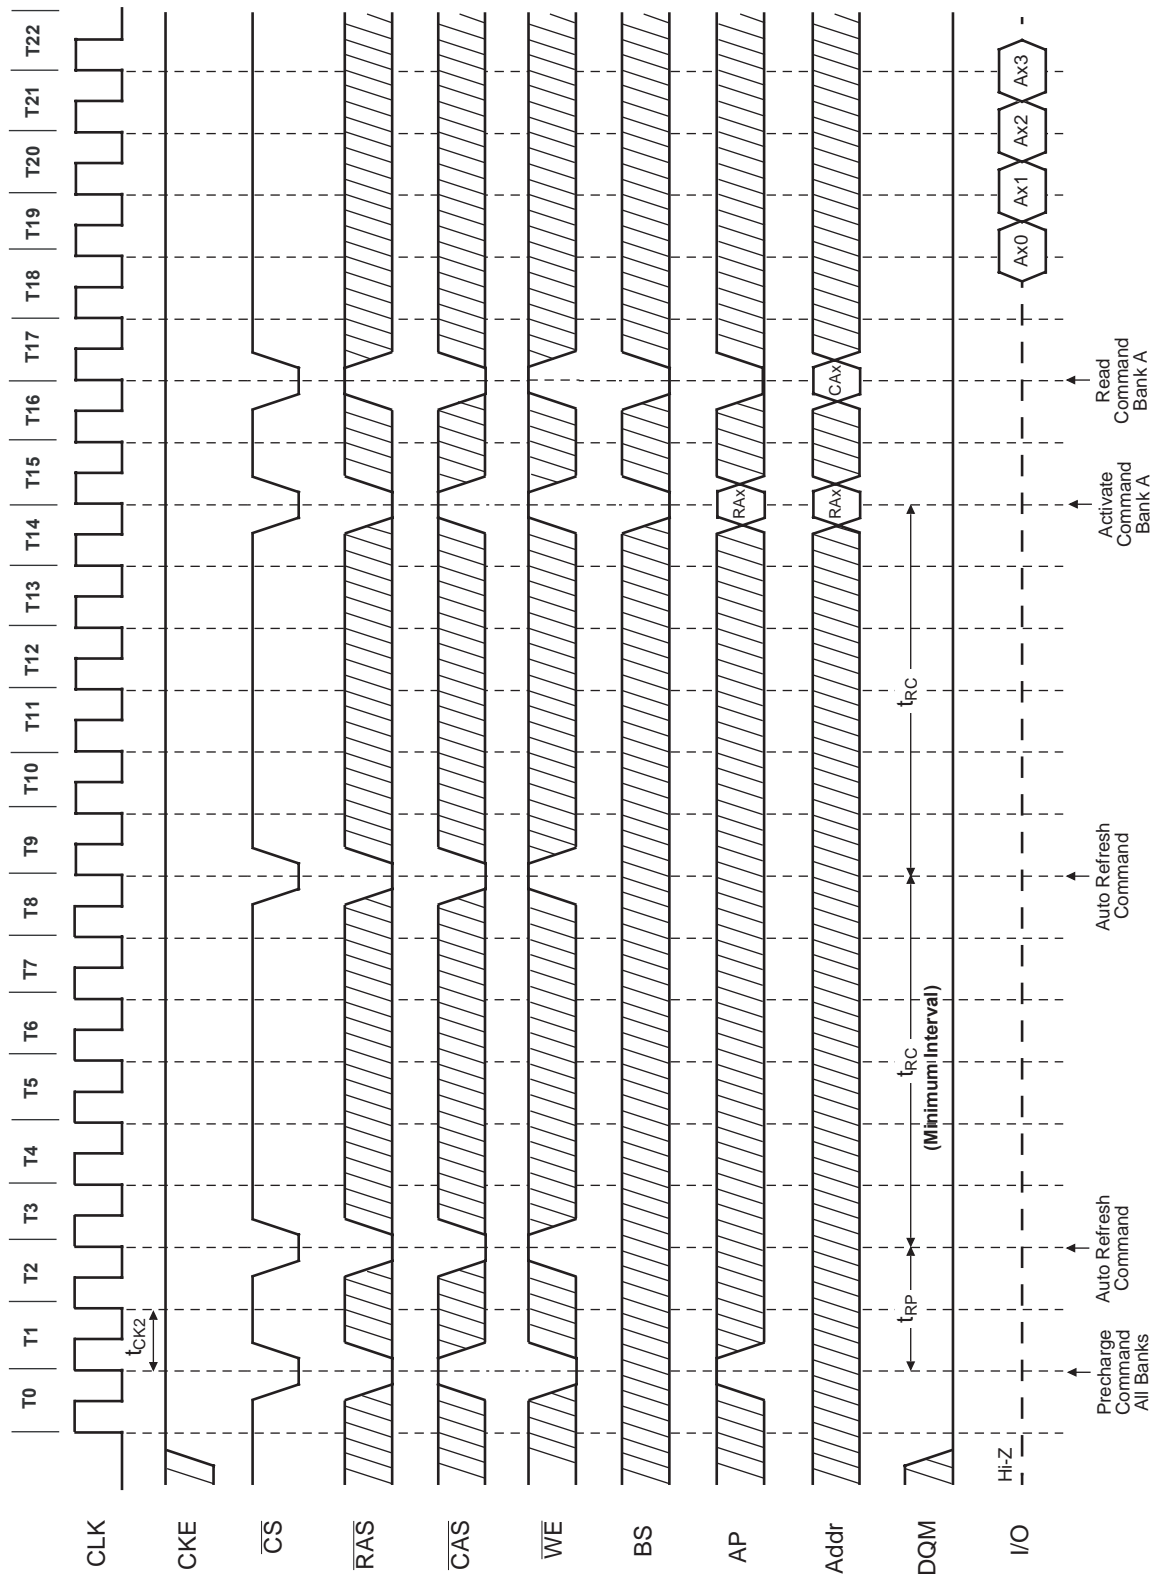 T0 T1 T2 T3 T4 T5 T6 T7 T8 T9 T10 T11 T12 T13 T14 T15 T16 T17 T18 T19 T20 T21 T22
CLK
tCK2
CKE
CS
RAS
CAS
WE
BS
AP
RAx
Addr
RAx CAx
tRP tRC tRC
(Minimum Interval)
DQM
Hi-Z
Ax0 Ax1 Ax2 Ax3
I/O
Precharge
Command
All Banks
Auto Refresh
Command
Auto Refresh
Command
Activate
Command
Bank A
Read
Command
Bank A